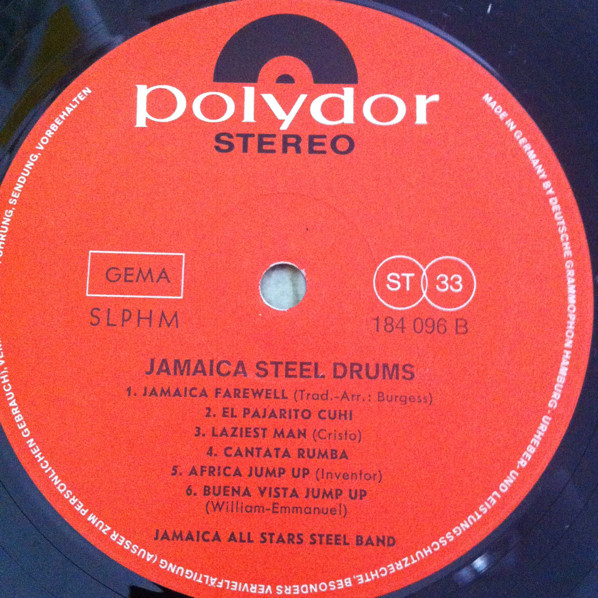 polydor
STEREO
GEMA
SLPHM
ST 33
184 096 B
JAMAICA STEEL DRUMS
1. JAMAICA FAREWELL (Trad.-Arr.: Burgess)
2. EL PAJARITO CUHI
3. LAZIEST MAN (Cristo)
4. CANTATA RUMBA
5. AFRICA JUMP UP (Inventor)
6. BUENA VISTA JUMP UP
(William-Emmanuel)
JAMAICA ALL STARS STEEL BAND
MADE IN GERMANY BY DEUTSCHE GRAMMOPHON HAMBURG · URHEBER- UND LEISTUNGSSCHUTZRECHTE, BESONDERS VERVIELFÄLTIGUNG (AUSSER ZUM PERSÖNLICHEN GEBRAUCH), SENDUNG, VORBEHALTEN